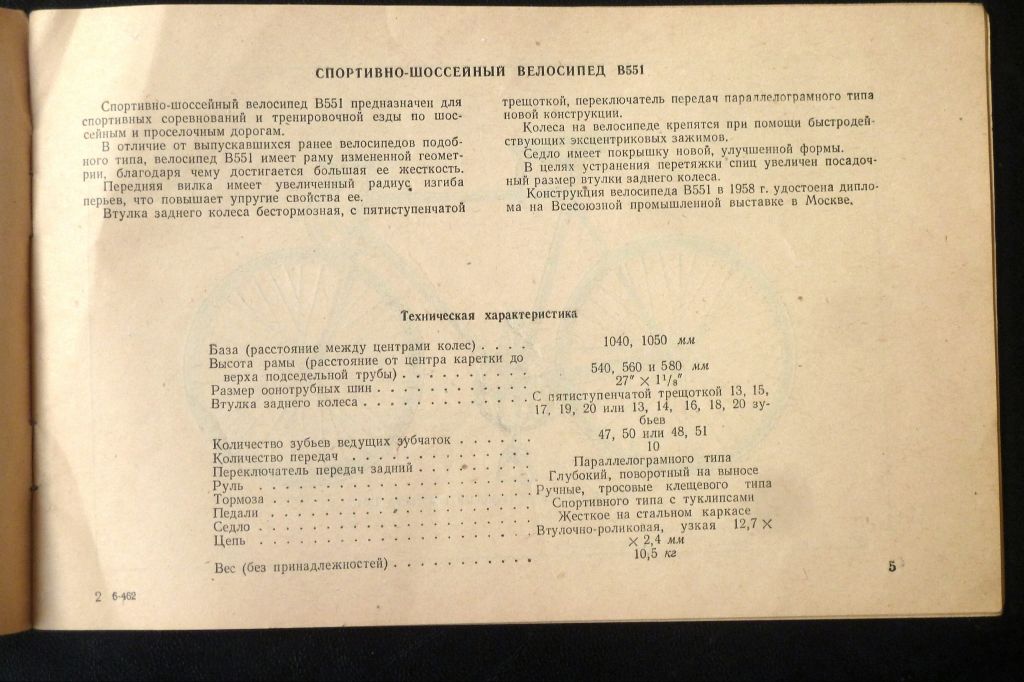 СПОРТИВНО-ШОССЕЙНЫЙ ВЕЛОСИПЕД В551
Спортивно-шоссейный велосипед В551 предназначен для
спортивных соревнований и тренировочной езды по шос-
сейным и проселочным дорогам.
В отличие от выпускавшихся ранее велосипедов подоб-
ного типа, велосипед В551 имеет раму измененной геомет-
рии, благодаря чему достигается большая ее жесткость.
Передняя вилка имеет увеличенный радиус изгиба
перьев, что повышает упругие свойства ее.
Втулка заднего колеса бестормозная, с пятиступенчатой
трещоткой, переключатель передач параллелограмного типа
новой конструкции.
Колеса на велосипеде крепятся при помощи быстродей-
ствующих эксцентриковых зажимов.
Седло имеет покрышку новой, улучшенной формы.
В целях устранения перетяжки спиц увеличен посадоч-
ный размер втулки заднего колеса.
Конструкция велосипеда В551 в 1958 г. удостоена дипло-
ма на Всесоюзной промышленной выставке в Москве.
Техническая характеристика
База (расстояние между центрами колес) . . . . 1040, 1050 мм
Высота рамы (расстояние от центра каретки до
верха подседельной трубы) . . . . . . . . . . 540, 560 и 580 мм
Размер оонотрубных шин . . . . . . . . . . . . 27" × 1 1/8"
Втулка заднего колеса . . . . . . . . . . . . . С пятиступенчатой трещоткой 13, 15,
17, 19, 20 или 13, 14, 16, 18, 20 зу-
бьев
Количество зубьев ведущих зубчаток . . . . . . 47, 50 или 48, 51
Количество передач . . . . . . . . . . . . . . 10
Переключатель передач задний . . . . . . . . . Параллелограмного типа
Руль . . . . . . . . . . . . . . . . . . . . . Глубокий, поворотный на выносе
Тормоза . . . . . . . . . . . . . . . . . . . . Ручные, тросовые клещевого типа
Педали . . . . . . . . . . . . . . . . . . . . Спортивного типа с туклипсами
Седло . . . . . . . . . . . . . . . . . . . . . Жесткое на стальном каркасе
Цепь . . . . . . . . . . . . . . . . . . . . . Втулочно-роликовая, узкая 12,7 ×
× 2,4 мм
Вес (без принадлежностей) . . . . . . . . . . . 10,5 кг
5
2 6-462